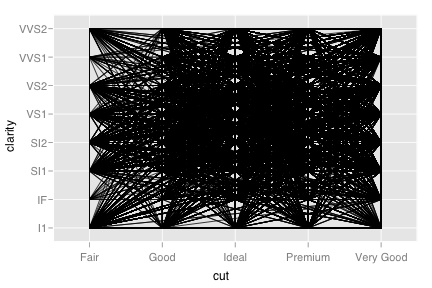 VVS2
VVS1
VS2
VS1
SI2
SI1
IF
I1
clarity
Fair Good Ideal Premium Very Good
cut